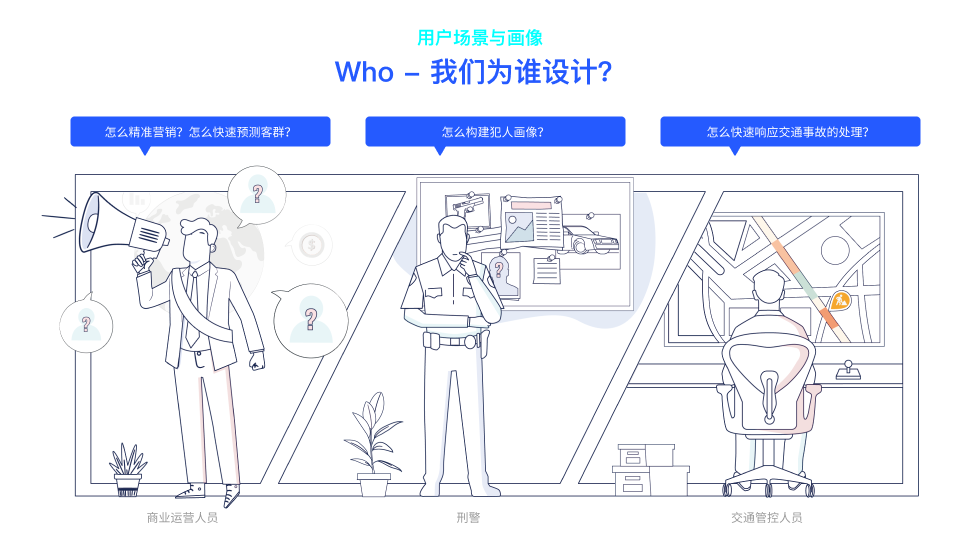 用户场景与画像
Who – 我们为谁设计?
怎么精准营销? 怎么快速预测客群?
怎么构建犯人画像?
怎么快速响应交通事故的处理?
?
$
?
?
?
商业运营人员
刑警
交通管控人员